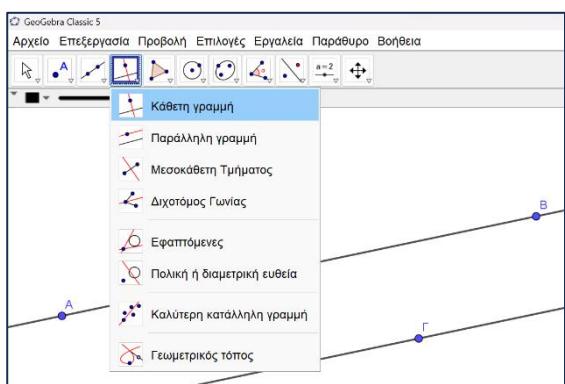 GeoGebra Classic 5
Αρχείο Επεξεργασία Προβολή Επιλογές Εργαλεία Παράθυρο Βοήθεια
A a=2
Κάθετη γραμμή
Παράλληλη γραμμή
Μεσοκάθετη Τμήματος
Διχοτόμος Γωνίας
Εφαπτόμενες
Πολική ή διαμετρική ευθεία
Καλύτερη κατάλληλη γραμμή
Γεωμετρικός τόπος
Α
Β
Γ